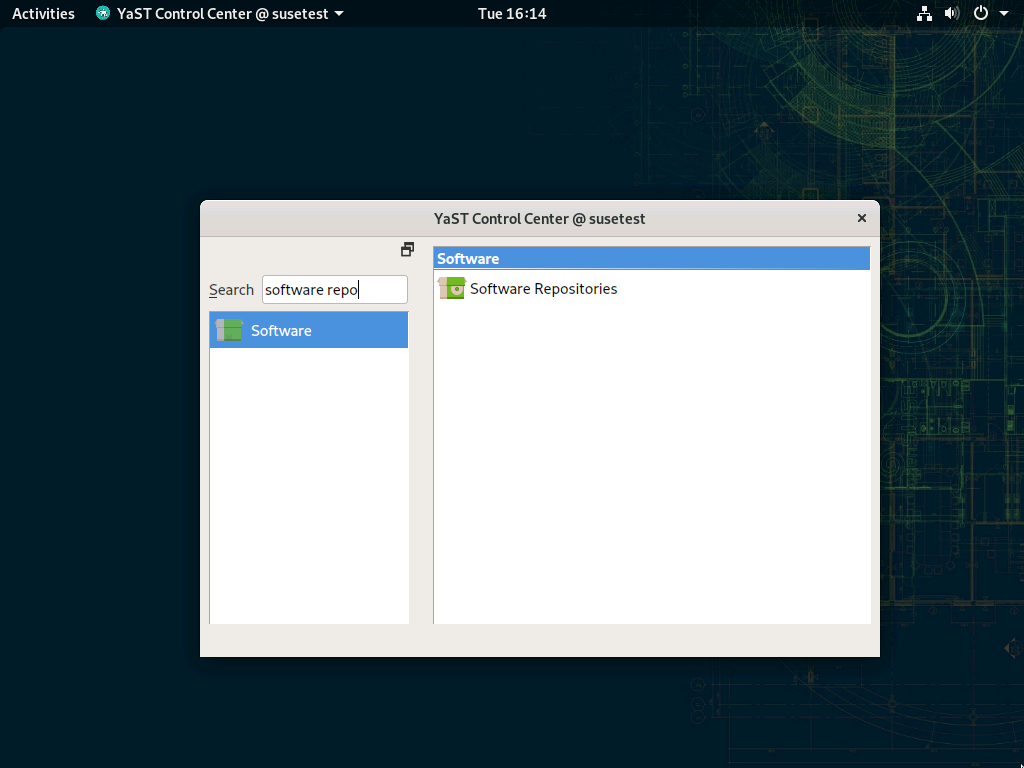 Activities YaST Control Center @ susetest Tue 16:14
YaST Control Center @ susetest
Search software repo
Software
Software
Software Repositories